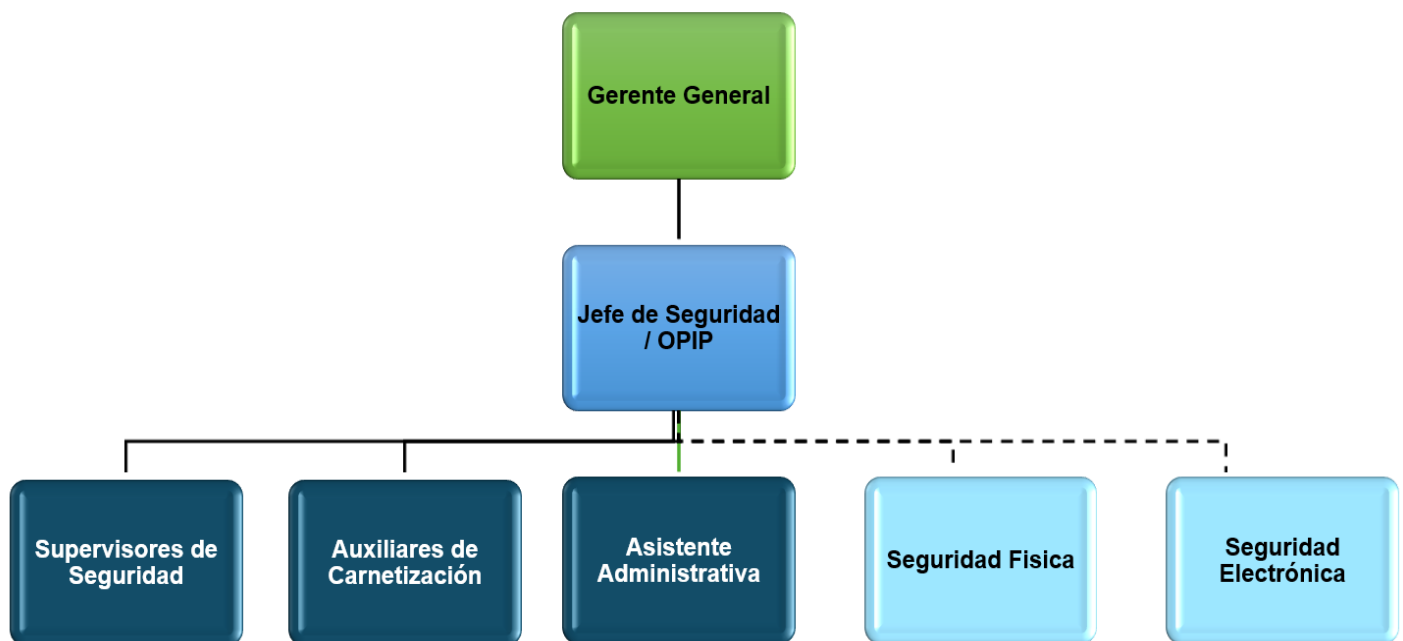 Gerente General
Jefe de Seguridad
/ OPIP
Supervisores de
Seguridad
Auxiliares de
Carnetización
Asistente
Administrativa
Seguridad Fisica
Seguridad
Electrónica